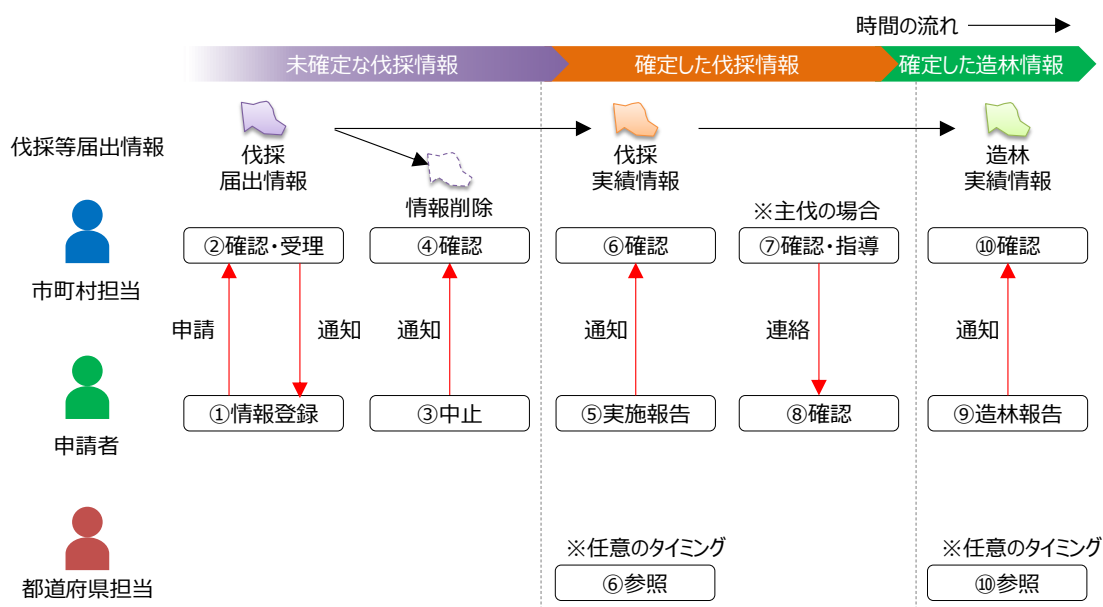 時間の流れ
未確定な伐採情報
確定した伐採情報
確定した造林情報
伐採等届出情報
伐採
届出情報
情報削除
伐採
実績情報
造林
実績情報
※主伐の場合
市町村担当
②確認・受理
④確認
⑥確認
⑦確認・指導
⑩確認
申請
通知
通知
通知
連絡
通知
申請者
①情報登録
③中止
⑤実施報告
⑧確認
⑨造林報告
※任意のタイミング
※任意のタイミング
都道府県担当
⑥参照
⑩参照